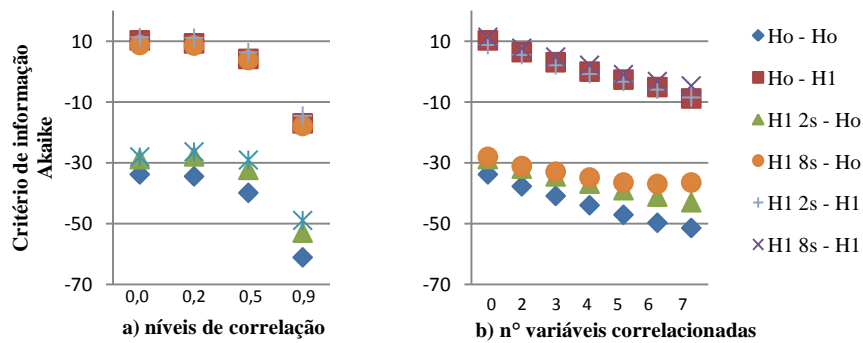 Critério de informação
Akaike
10
-10
-30
-50
-70
0,0 0,2 0,5 0,9
a) níveis de correlação
10
-10
-30
-50
-70
0 2 3 4 5 6 7
b) n° variáveis correlacionadas
Ho - Ho
Ho - H1
H1 2s - Ho
H1 8s - Ho
H1 2s - H1
H1 8s - H1